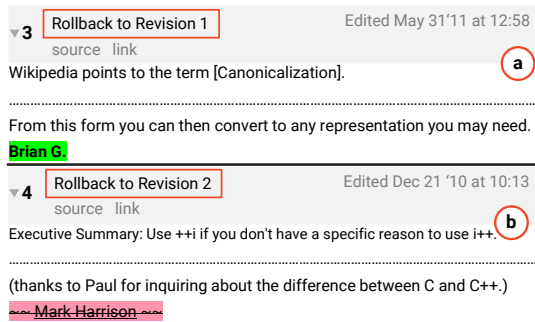 3 Rollback to Revision 1 Edited May 31'11 at 12:58
source link
a
Wikipedia points to the term [Canonicalization].
From this form you can then convert to any representation you may need.
Brian G.
4 Rollback to Revision 2 Edited Dec 21 '10 at 10:13
source link
b
Executive Summary: Use ++i if you don't have a specific reason to use i++.
(thanks to Paul for inquiring about the difference between C and C++.)
~~ Mark Harrison ~~